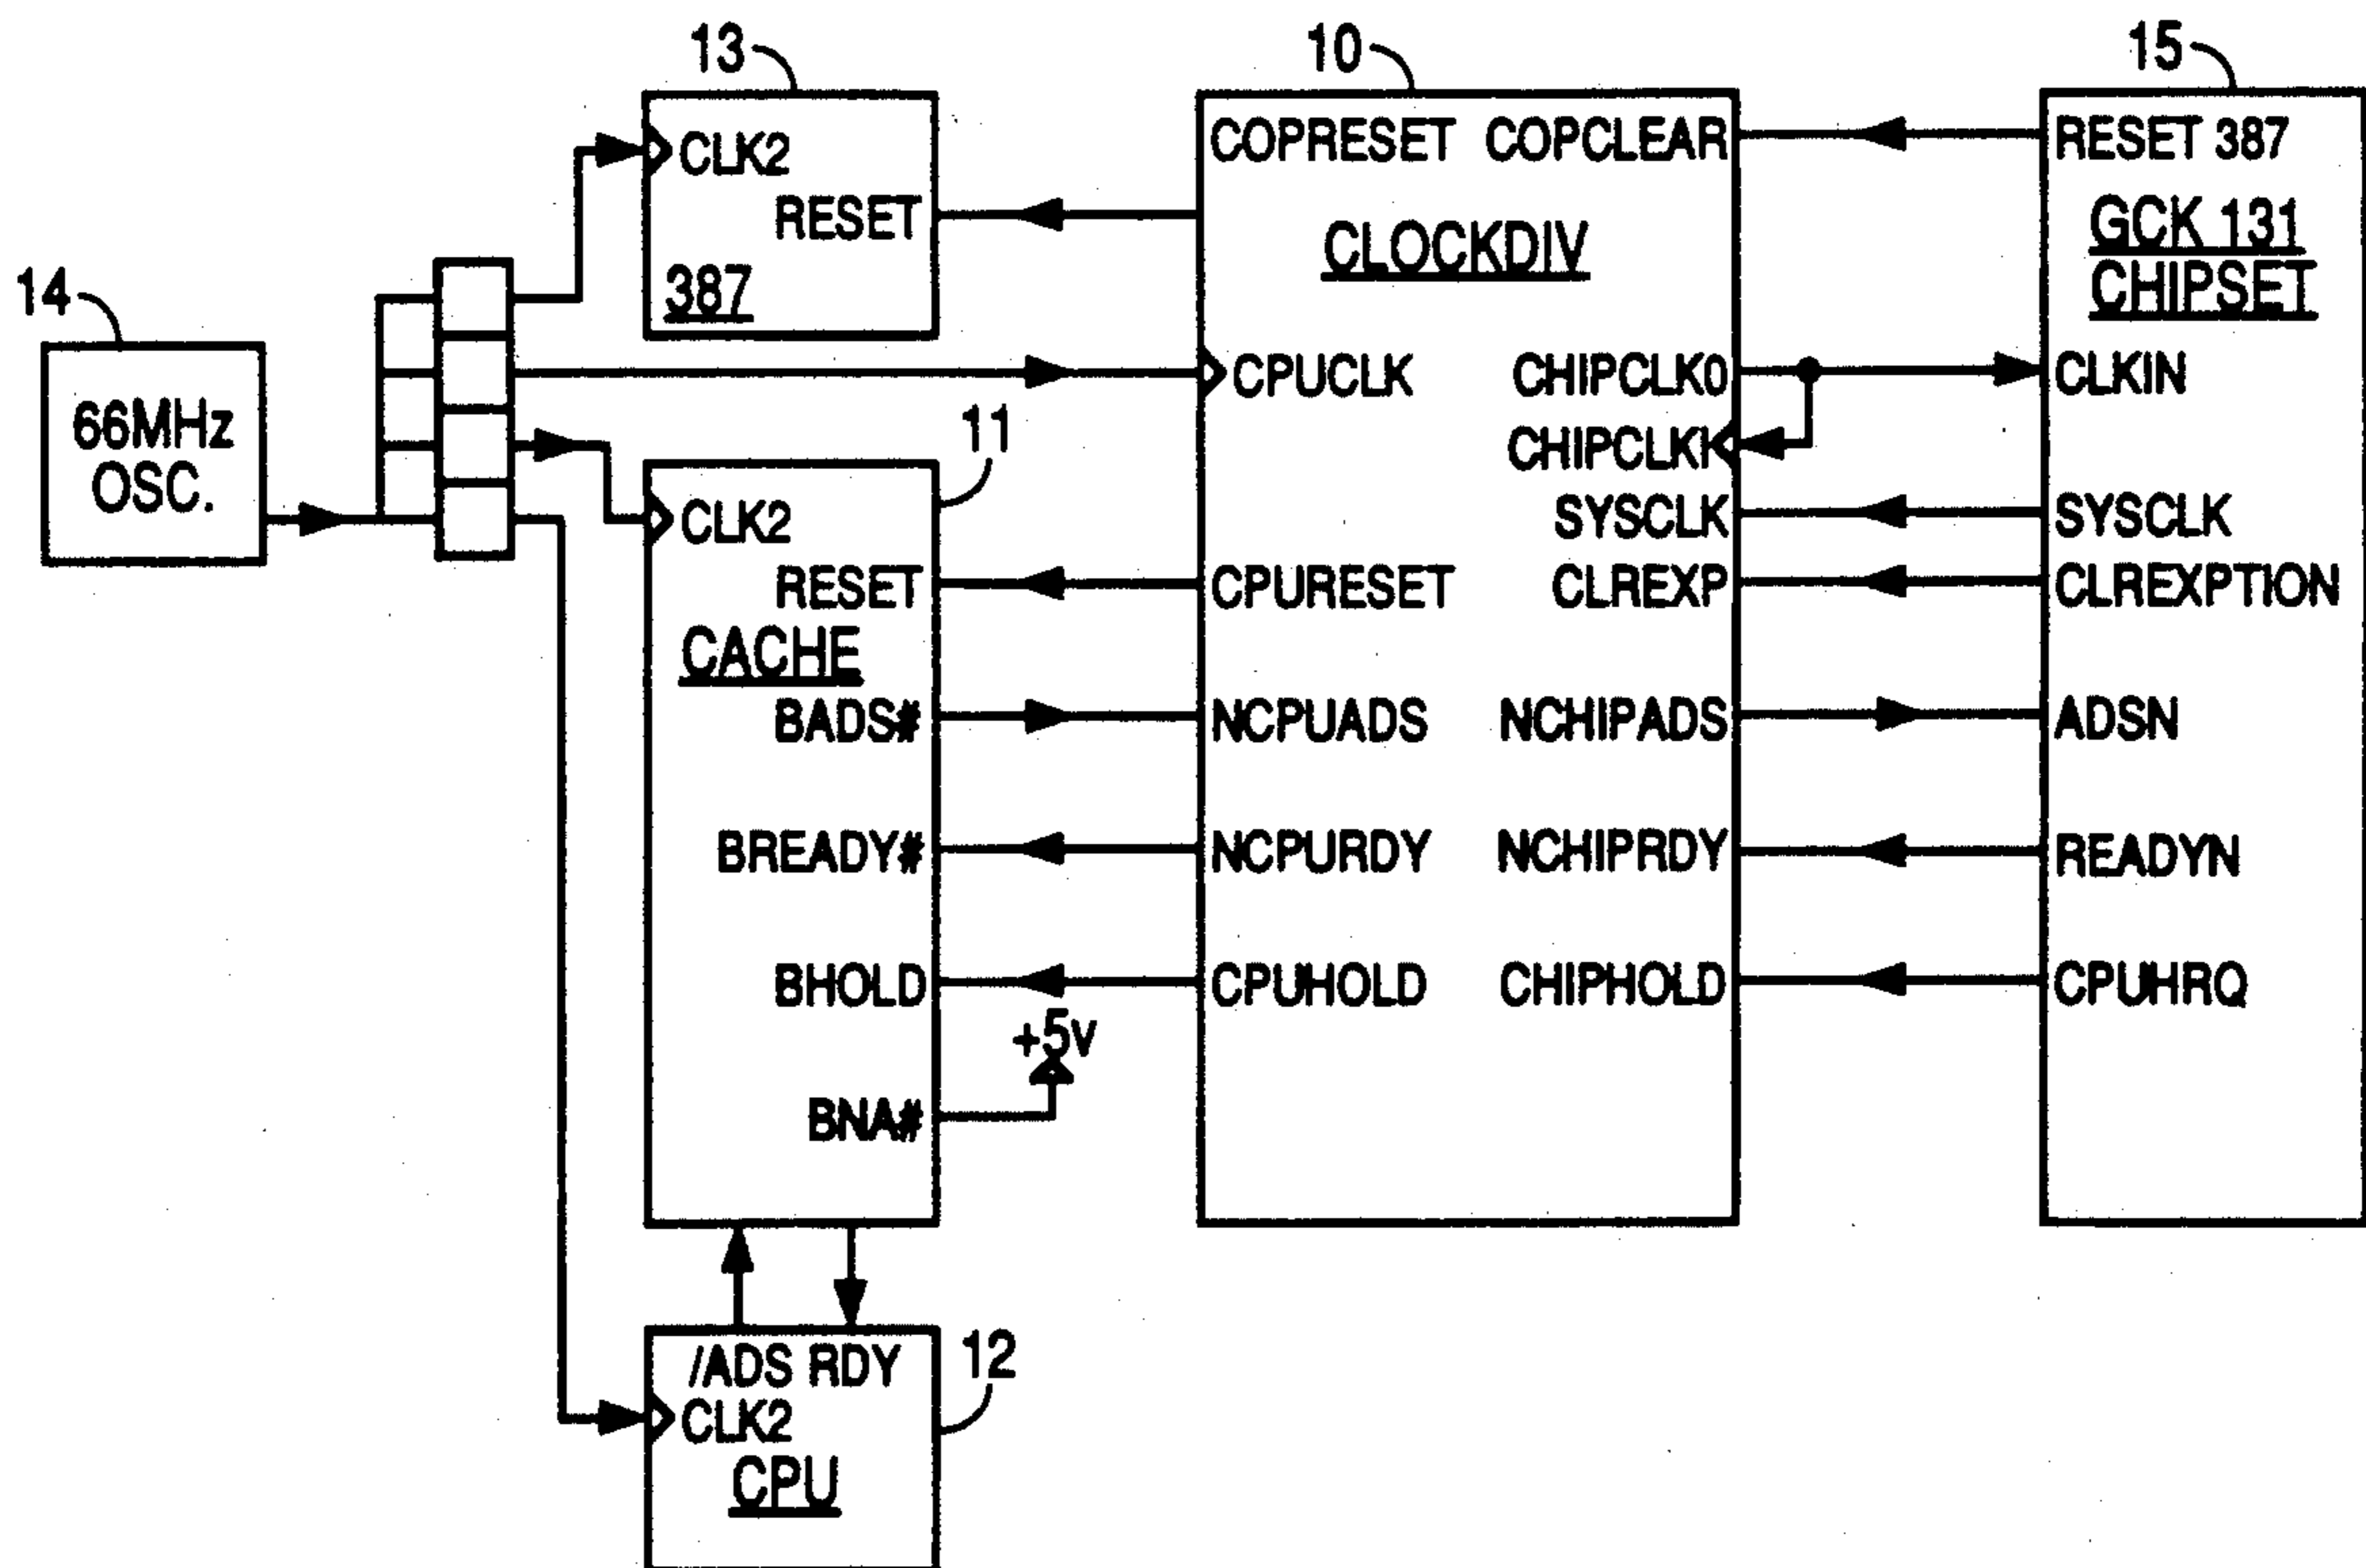 13
10
15
CLK2
RESET
387
COPRESET COPCLEAR
CLOCKDIV
RESET 387
GCK 131
CHIPSET
14
66MHz
OSC.
CPUCLK
CHIPCLK0
CLKIN
11
SYSCLK
SYSCLK
CLK2
RESET
CPURESET
CLREXP
CLREXPTION
CACHE
BADS#
NCPUADS
NCHIPADS
ADSN
BREADY#
NCPURDY
NCHIPRDY
READYN
BHOLD
CPUHOLD
CHIPHOLD
CPUHRQ
+5v
BNA#
/ADS RDY
12
CLK2
CPU